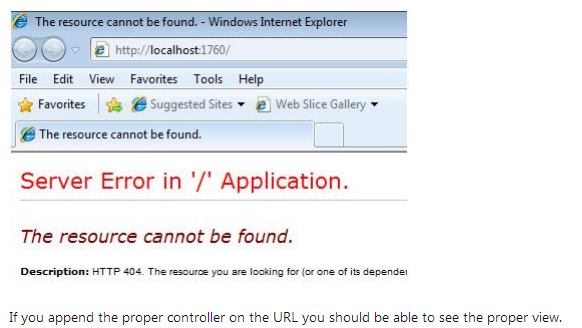 The resource cannot be found. - Windows Internet Explorer
http://localhost:1760/
File Edit View Favorites Tools Help
Favorites Suggested Sites Web Slice Gallery
The resource cannot be found.
Server Error in '/' Application.
The resource cannot be found.
Description: HTTP 404. The resource you are looking for (or one of its depende
If you append the proper controller on the URL you should be able to see the proper view.